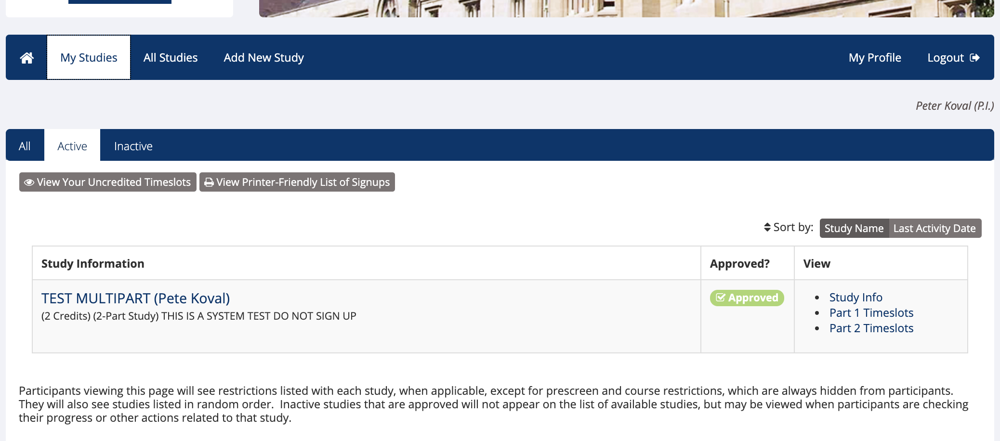 My Studies All Studies Add New Study My Profile Logout
Peter Koval (P.I.)
All Active Inactive
View Your Uncredited Timeslots View Printer-Friendly List of Signups
Sort by: Study Name Last Activity Date
Study Information Approved? View
TEST MULTIPART (Pete Koval) Approved • Study Info
(2 Credits) (2-Part Study) THIS IS A SYSTEM TEST DO NOT SIGN UP • Part 1 Timeslots
• Part 2 Timeslots
Participants viewing this page will see restrictions listed with each study, when applicable, except for prescreen and course restrictions, which are always hidden from participants.
They will also see studies listed in random order.  Inactive studies that are approved will not appear on the list of available studies, but may be viewed when participants are checking
their progress or other actions related to that study.